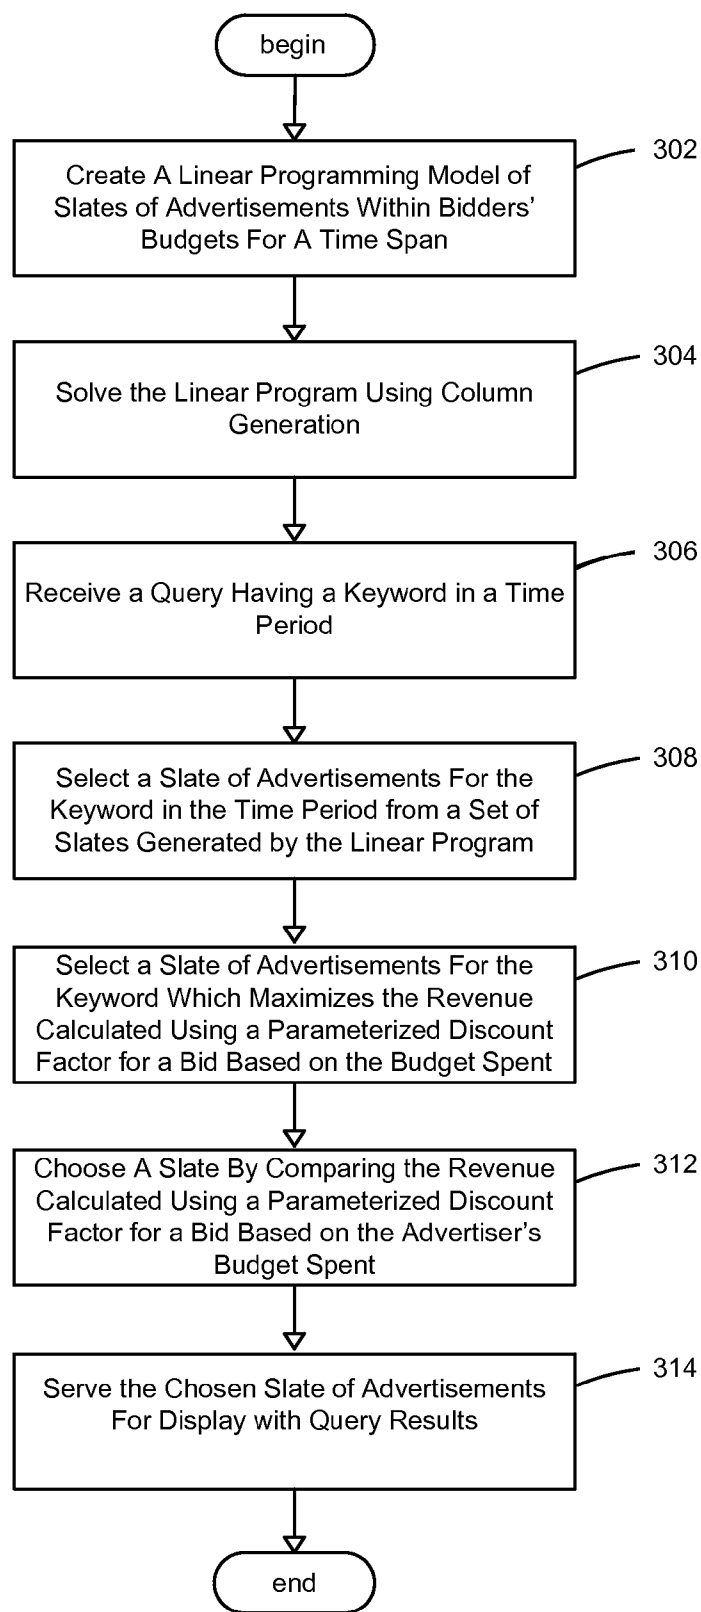 begin
302
Create A Linear Programming Model of
Slates of Advertisements Within Bidders'
Budgets For A Time Span
304
Solve the Linear Program Using Column
Generation
306
Receive a Query Having a Keyword in a Time
Period
308
Select a Slate of Advertisements For the
Keyword in the Time Period from a Set of
Slates Generated by the Linear Program
310
Select a Slate of Advertisements For the
Keyword Which Maximizes the Revenue
Calculated Using a Parameterized Discount
Factor for a Bid Based on the Budget Spent
312
Choose A Slate By Comparing the Revenue
Calculated Using a Parameterized Discount
Factor for a Bid Based on the Advertiser's
Budget Spent
314
Serve the Chosen Slate of Advertisements
For Display with Query Results
end